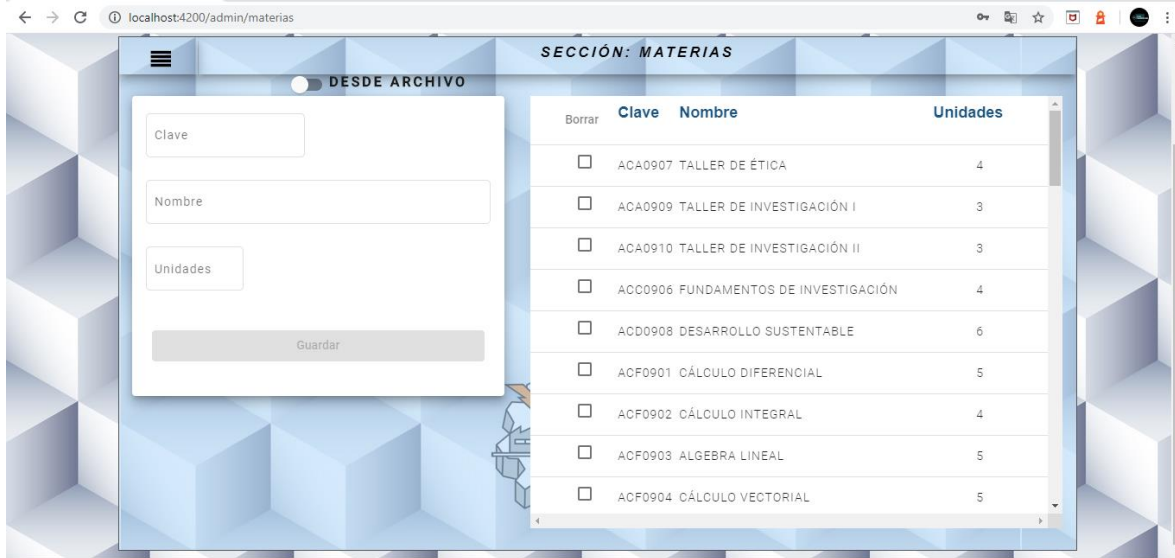 localhost:4200/admin/materias
SECCIÓN: MATERIAS
DESDE ARCHIVO
Clave
Nombre
Unidades
Guardar
Borrar Clave Nombre Unidades
ACA0907 TALLER DE ÉTICA 4
ACA0909 TALLER DE INVESTIGACIÓN I 3
ACA0910 TALLER DE INVESTIGACIÓN II 3
ACC0906 FUNDAMENTOS DE INVESTIGACIÓN 4
ACD0908 DESARROLLO SUSTENTABLE 6
ACF0901 CÁLCULO DIFERENCIAL 5
ACF0902 CÁLCULO INTEGRAL 4
ACF0903 ALGEBRA LINEAL 5
ACF0904 CÁLCULO VECTORIAL 5